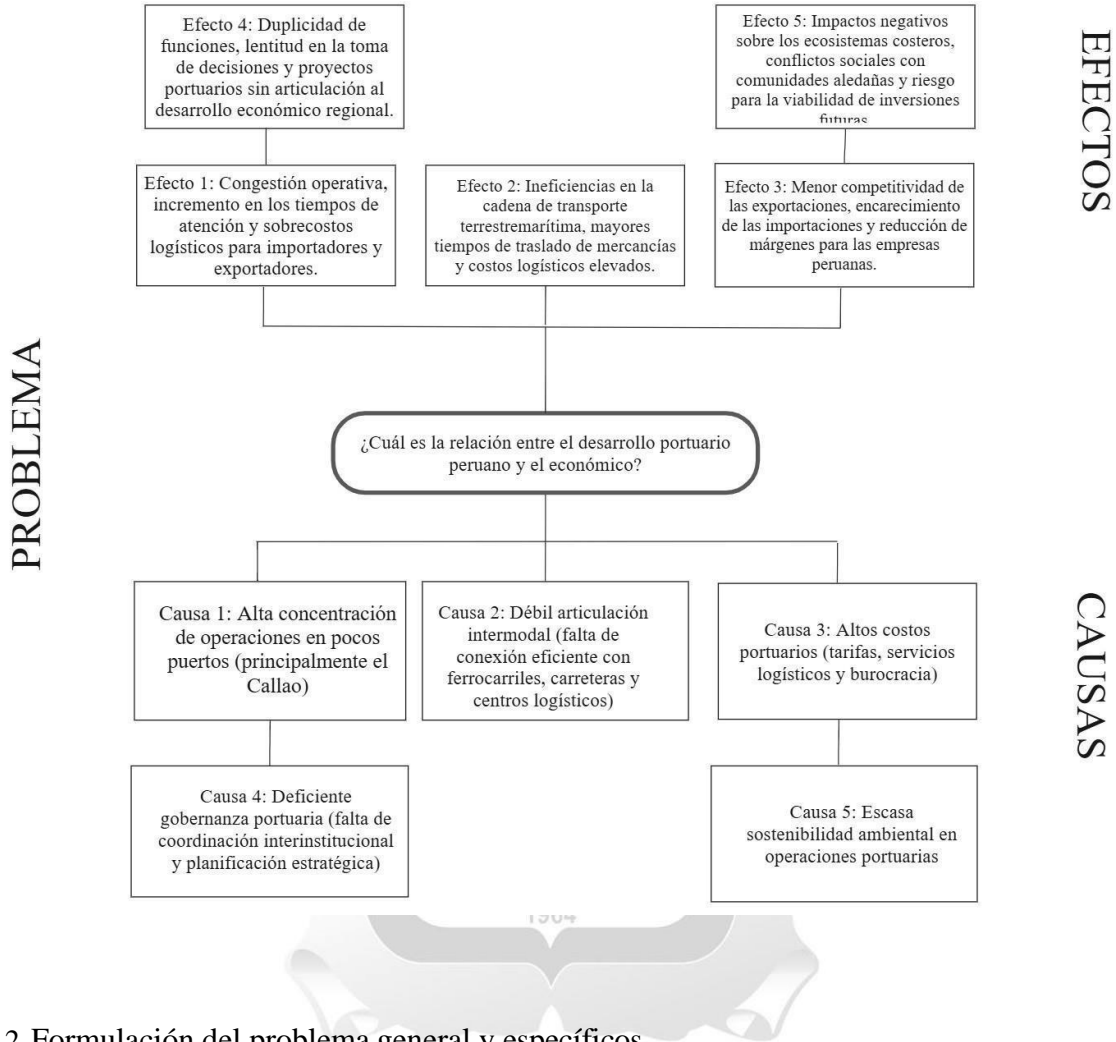 Efecto 4: Duplicidad de
funciones, lentitud en la toma
de decisiones y proyectos
portuarios sin articulación al
desarrollo económico regional.
Efecto 5: Impactos negativos
sobre los ecosistemas costeros,
conflictos sociales con
comunidades aledañas y riesgo
para la viabilidad de inversiones
futuras
EFECTOS
Efecto 1: Congestión operativa,
incremento en los tiempos de
atención y sobrecostos
logísticos para importadores y
exportadores.
Efecto 2: Ineficiencias en la
cadena de transporte
terrestremarítima, mayores
tiempos de traslado de mercancías
y costos logísticos elevados.
Efecto 3: Menor competitividad de
las exportaciones, encarecimiento
de las importaciones y reducción de
márgenes para las empresas
peruanas.
PROBLEMA
¿Cuál es la relación entre el desarrollo portuario
peruano y el económico?
Causa 1: Alta concentración
de operaciones en pocos
puertos (principalmente el
Callao)
Causa 2: Débil articulación
intermodal (falta de
conexión eficiente con
ferrocarriles, carreteras y
centros logísticos)
Causa 3: Altos costos
portuarios (tarifas, servicios
logísticos y burocracia)
CAUSAS
Causa 4: Deficiente
gobernanza portuaria (falta de
coordinación interinstitucional
y planificación estratégica)
Causa 5: Escasa
sostenibilidad ambiental en
operaciones portuarias
1964
2 Formulación del problema general y específicos